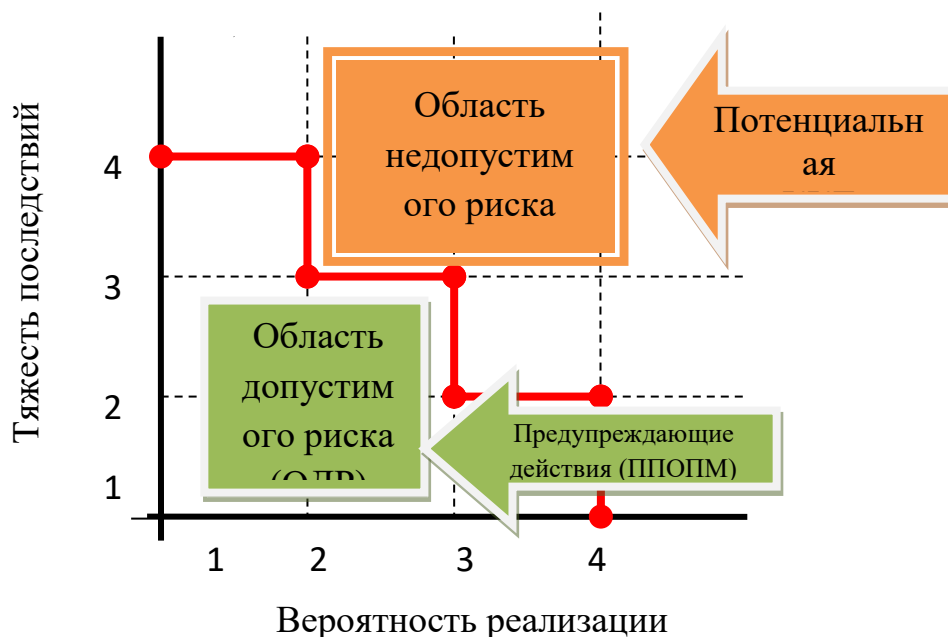 Тяжесть последствий
4
3
2
1
Область
недопустим
ого риска
Потенциальн
ая
Область
допустим
ого риска
Предупреждающие
действия (ППОПМ)
1
2
3
4
Вероятность реализации